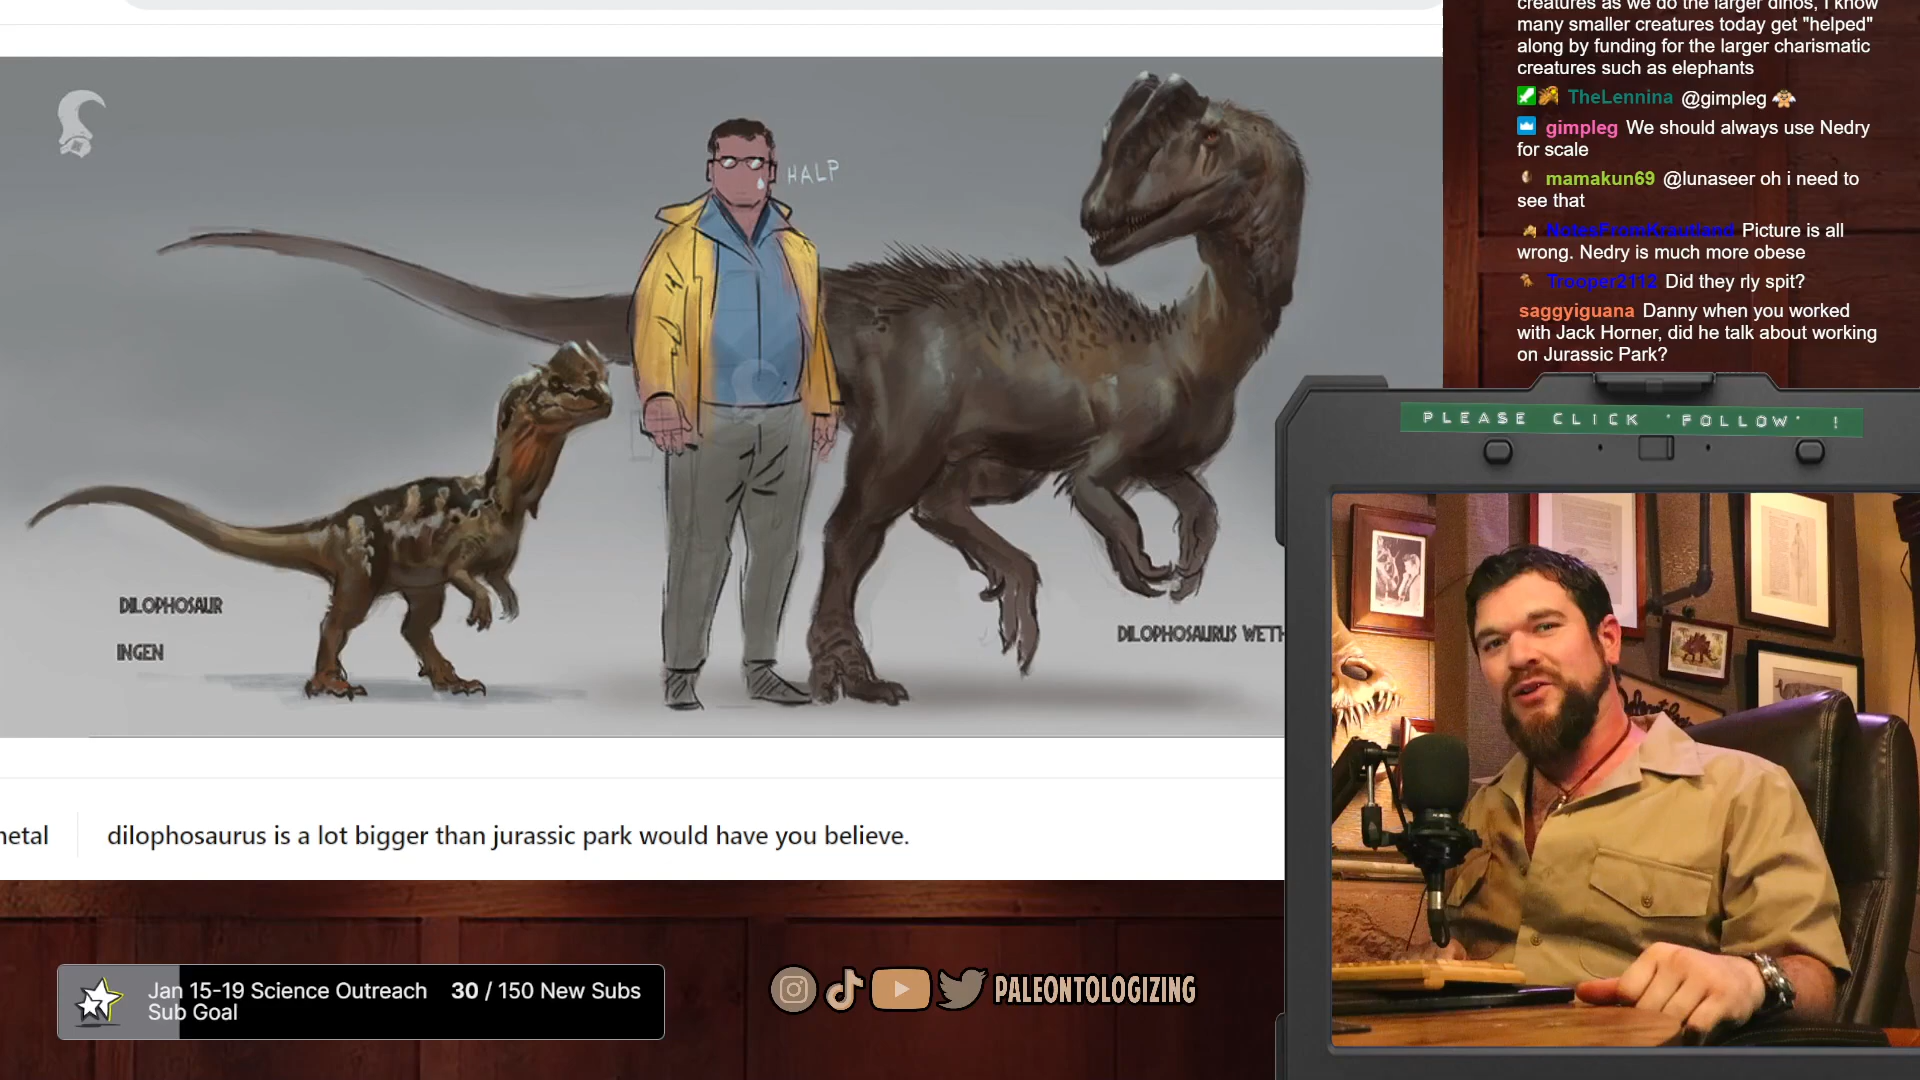 creatures as we do the larger dinos, I know
many smaller creatures today get "helped"
along by funding for the larger charismatic
creatures such as elephants
TheLennina @gimpleg
gimpleg We should always use Nedry
for scale
mamakun69 @lunaseer oh i need to
see that
NotesFromKrautland Picture is all
wrong. Nedry is much more obese
Trooper2112 Did they rly spit?
saggyiguana Danny when you worked
with Jack Horner, did he talk about working
on Jurassic Park?
HALP
DILOPHOSAUR
INGEN
DILOPHOSAURUS WETH
PLEASE CLICK "FOLLOW" !
netal
dilophosaurus is a lot bigger than jurassic park would have you believe.
Jan 15-19 Science Outreach 30 / 150 New Subs
Sub Goal
PALEONTOLOGIZING